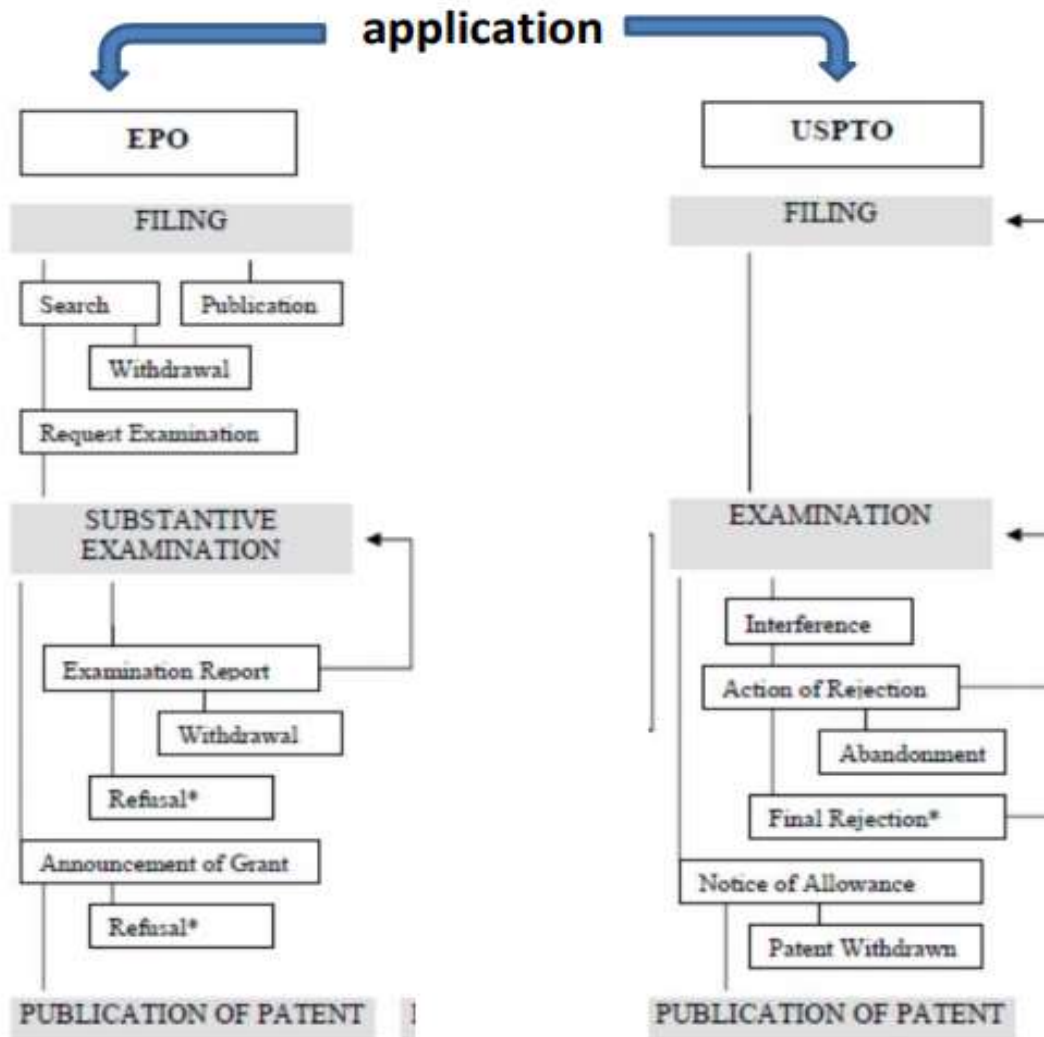 application
EPO
FILING
Search
Publication
Withdrawal
Request Examination
SUBSTANTIVE
EXAMINATION
Examination Report
Withdrawal
Refusal*
Announcement of Grant
Refusal*
PUBLICATION OF PATENT
USPTO
FILING
EXAMINATION
Interference
Action of Rejection
Abandonment
Final Rejection*
Notice of Allowance
Patent Withdrawn
PUBLICATION OF PATENT